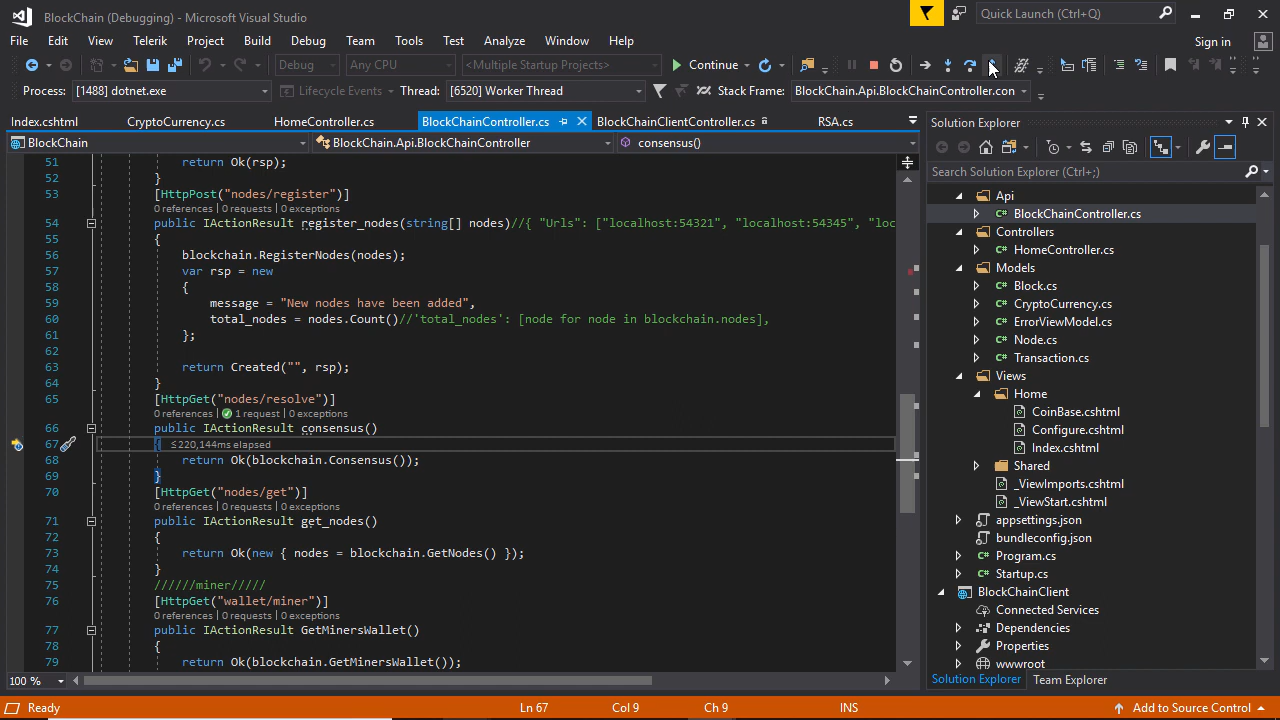 BlockChain (Debugging) - Microsoft Visual Studio
Quick Launch (Ctrl+Q)
File Edit View Telerik Project Build Debug Team Tools Test Analyze Window Help
Sign in
Debug Any CPU <Multiple Startup Projects> Continue
Process: [1488] dotnet.exe Lifecycle Events Thread: [6520] Worker Thread Stack Frame: BlockChain.Api.BlockChainController.con
Index.cshtml CryptoCurrency.cs HomeController.cs BlockChainController.cs BlockChainClientController.cs RSA.cs
BlockChain BlockChain.Api.BlockChainController consensus()
51 return Ok(rsp);
52 }
53 [HttpPost("nodes/register")]
0 references | 0 requests | 0 exceptions
54 public IActionResult register_nodes(string[] nodes)//{ "Urls": ["localhost:54321", "localhost:54345", "loc
55 {
56 blockchain.RegisterNodes(nodes);
57 var rsp = new
58 {
59 message = "New nodes have been added",
60 total_nodes = nodes.Count()//'total_nodes': [node for node in blockchain.nodes],
61 };
62
63 return Created("", rsp);
64 }
65 [HttpGet("nodes/resolve")]
0 references | 1 request | 0 exceptions
66 public IActionResult consensus()
67 { ≤220,144ms elapsed
68 return Ok(blockchain.Consensus());
69 }
70 [HttpGet("nodes/get")]
0 references | 0 requests | 0 exceptions
71 public IActionResult get_nodes()
72 {
73 return Ok(new { nodes = blockchain.GetNodes() });
74 }
75 //////miner/////
76 [HttpGet("wallet/miner")]
0 references | 0 requests | 0 exceptions
77 public IActionResult GetMinersWallet()
78 {
79 return Ok(blockchain.GetMinersWallet());
100 %
Solution Explorer
Search Solution Explorer (Ctrl+;)
Api
C# BlockChainController.cs
Controllers
C# HomeController.cs
Models
C# Block.cs
C# CryptoCurrency.cs
C# ErrorViewModel.cs
C# Node.cs
C# Transaction.cs
Views
Home
CoinBase.cshtml
Configure.cshtml
Index.cshtml
Shared
_ViewImports.cshtml
_ViewStart.cshtml
appsettings.json
bundleconfig.json
C# Program.cs
C# Startup.cs
BlockChainClient
Connected Services
Dependencies
Properties
wwwroot
Solution Explorer Team Explorer
Ready Ln 67 Col 9 Ch 9 INS Add to Source Control